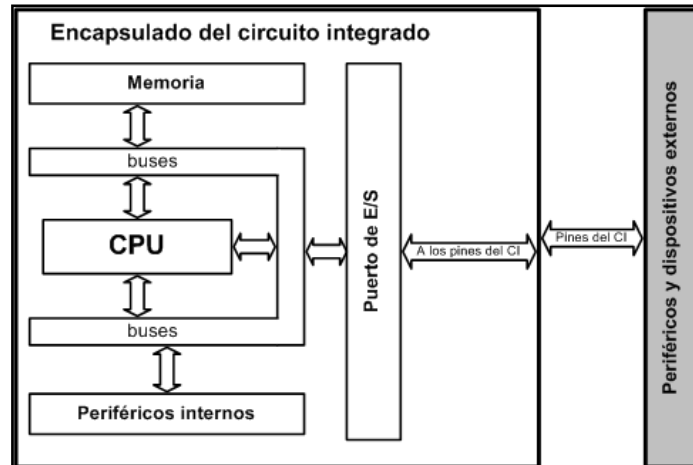 Encapsulado del circuito integrado
Memoria
buses
CPU
buses
Periféricos internos
Puerto de E/S
A los pines del CI
Pines del CI
Periféricos y dispositivos externos